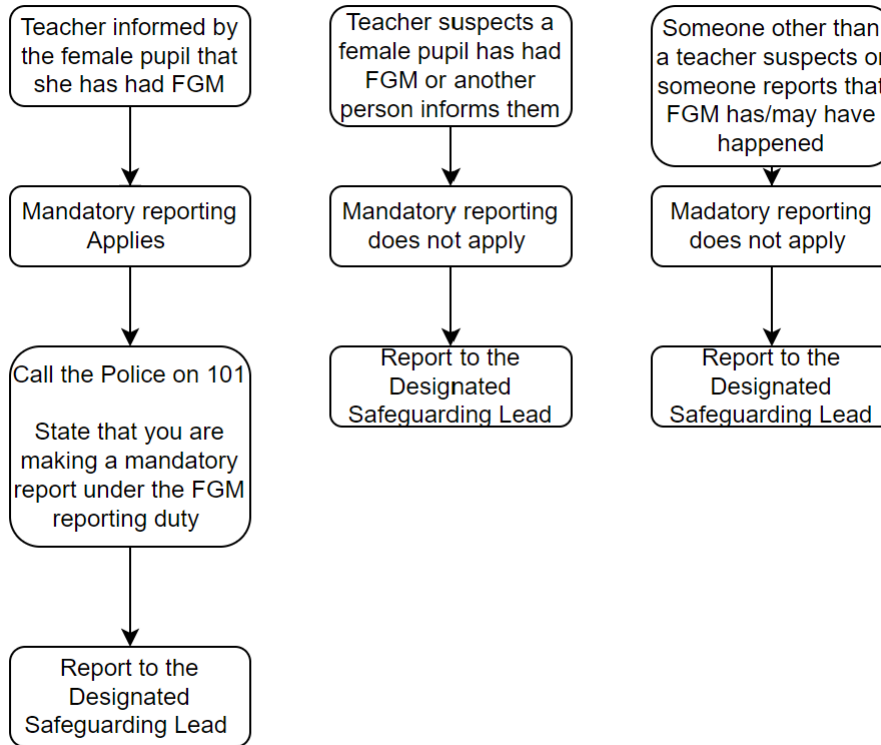 Teacher informed by
the female pupil that
she has had FGM
Mandatory reporting
Applies
Call the Police on 101
State that you are
making a mandatory
report under the FGM
reporting duty
Report to the
Designated
Safeguarding Lead
Teacher suspects a
female pupil has had
FGM or another
person informs them
Mandatory reporting
does not apply
Report to the
Designated
Safeguarding Lead
Someone other than
a teacher suspects or
someone reports that
FGM has/may have
happened
Madatory reporting
does not apply
Report to the
Designated
Safeguarding Lead